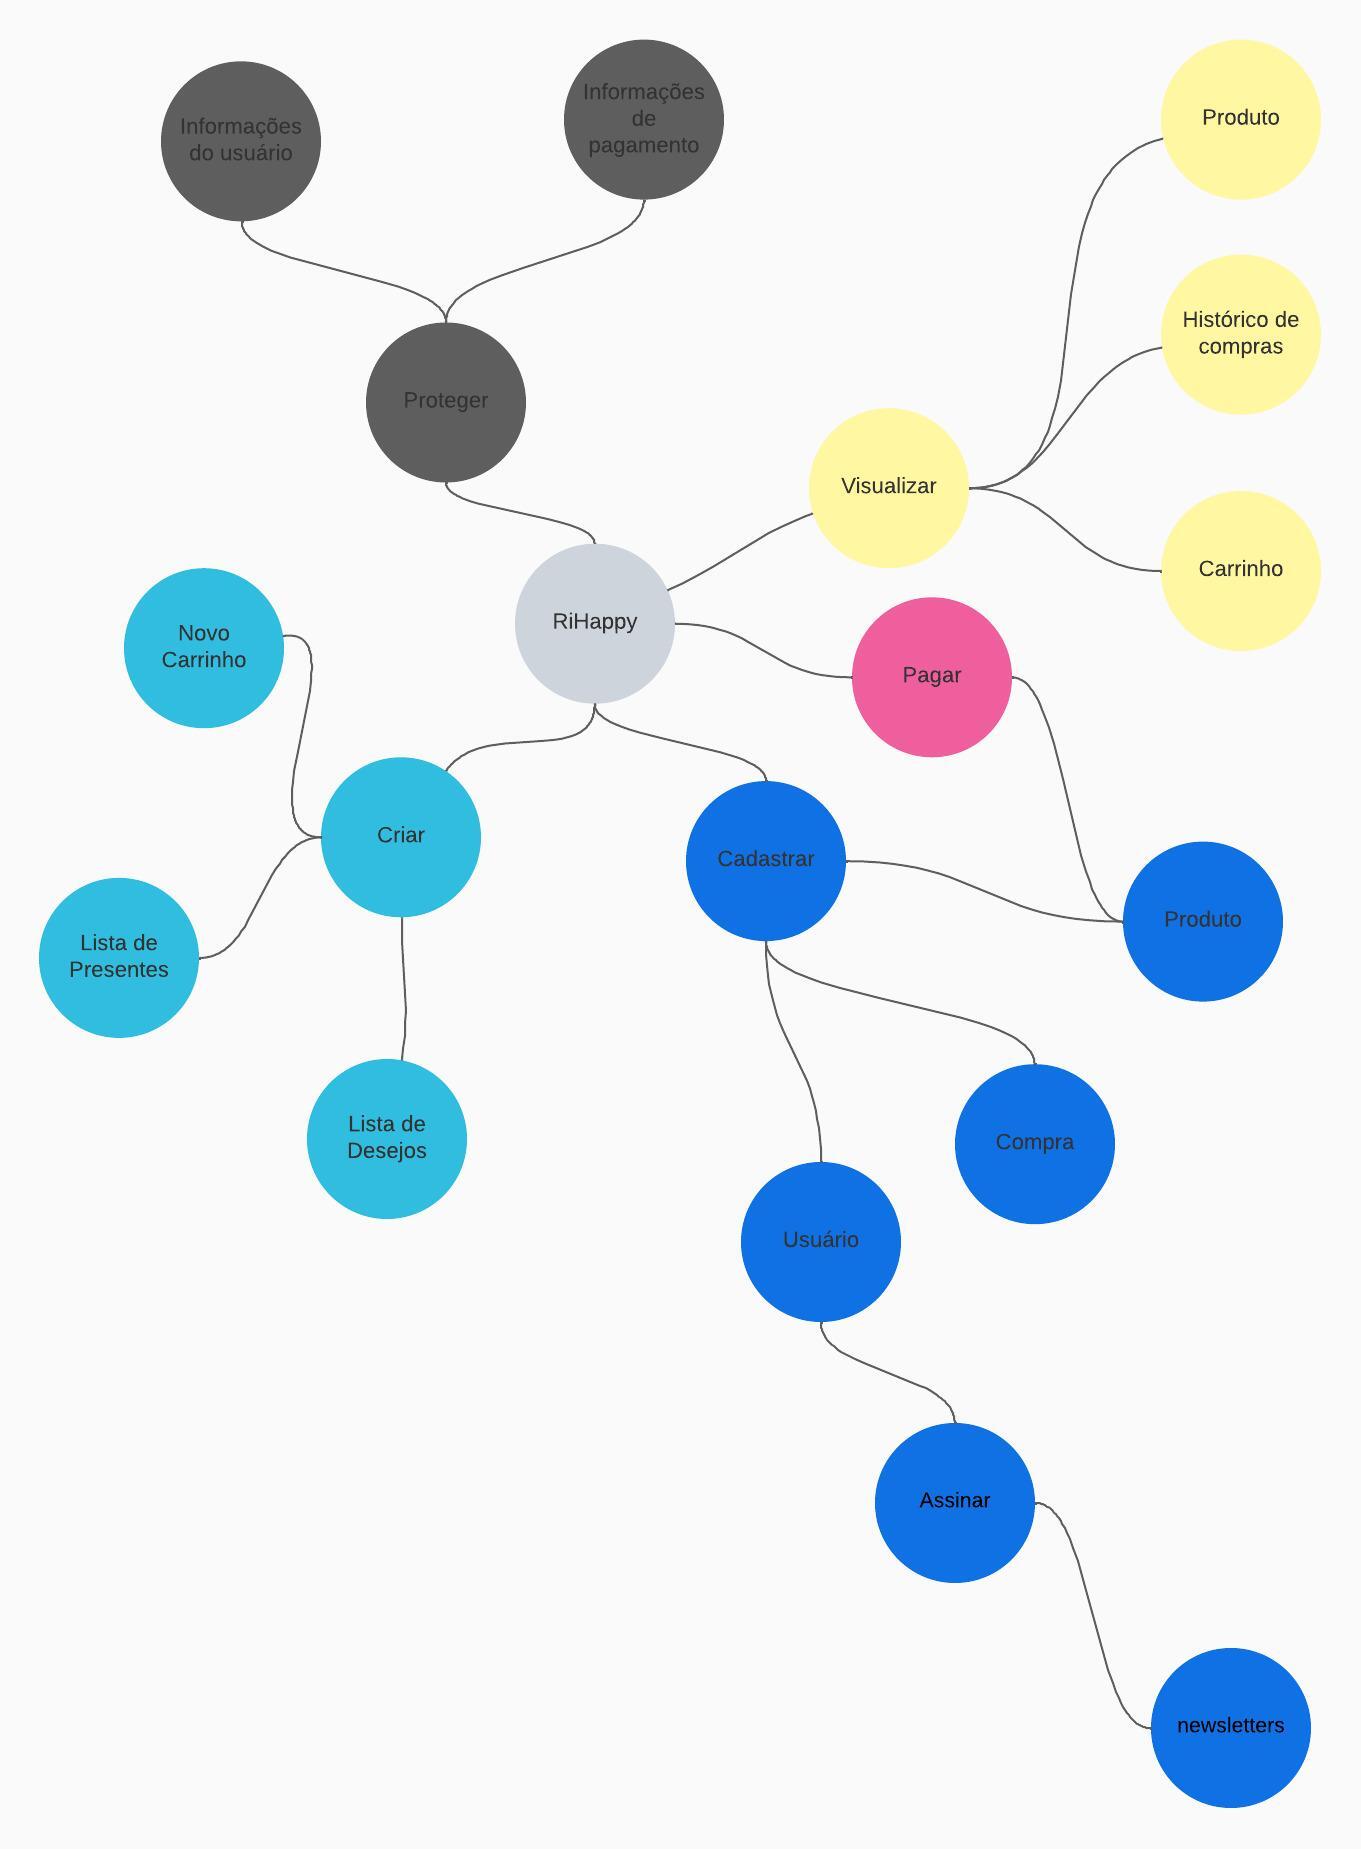 Informações
do usuário
Informações
de
pagamento
Produto
Histórico de
compras
Proteger
Visualizar
Carrinho
RiHappy
Novo
Carrinho
Pagar
Criar
Cadastrar
Produto
Lista de
Presentes
Lista de
Desejos
Compra
Usuário
Assinar
newsletters